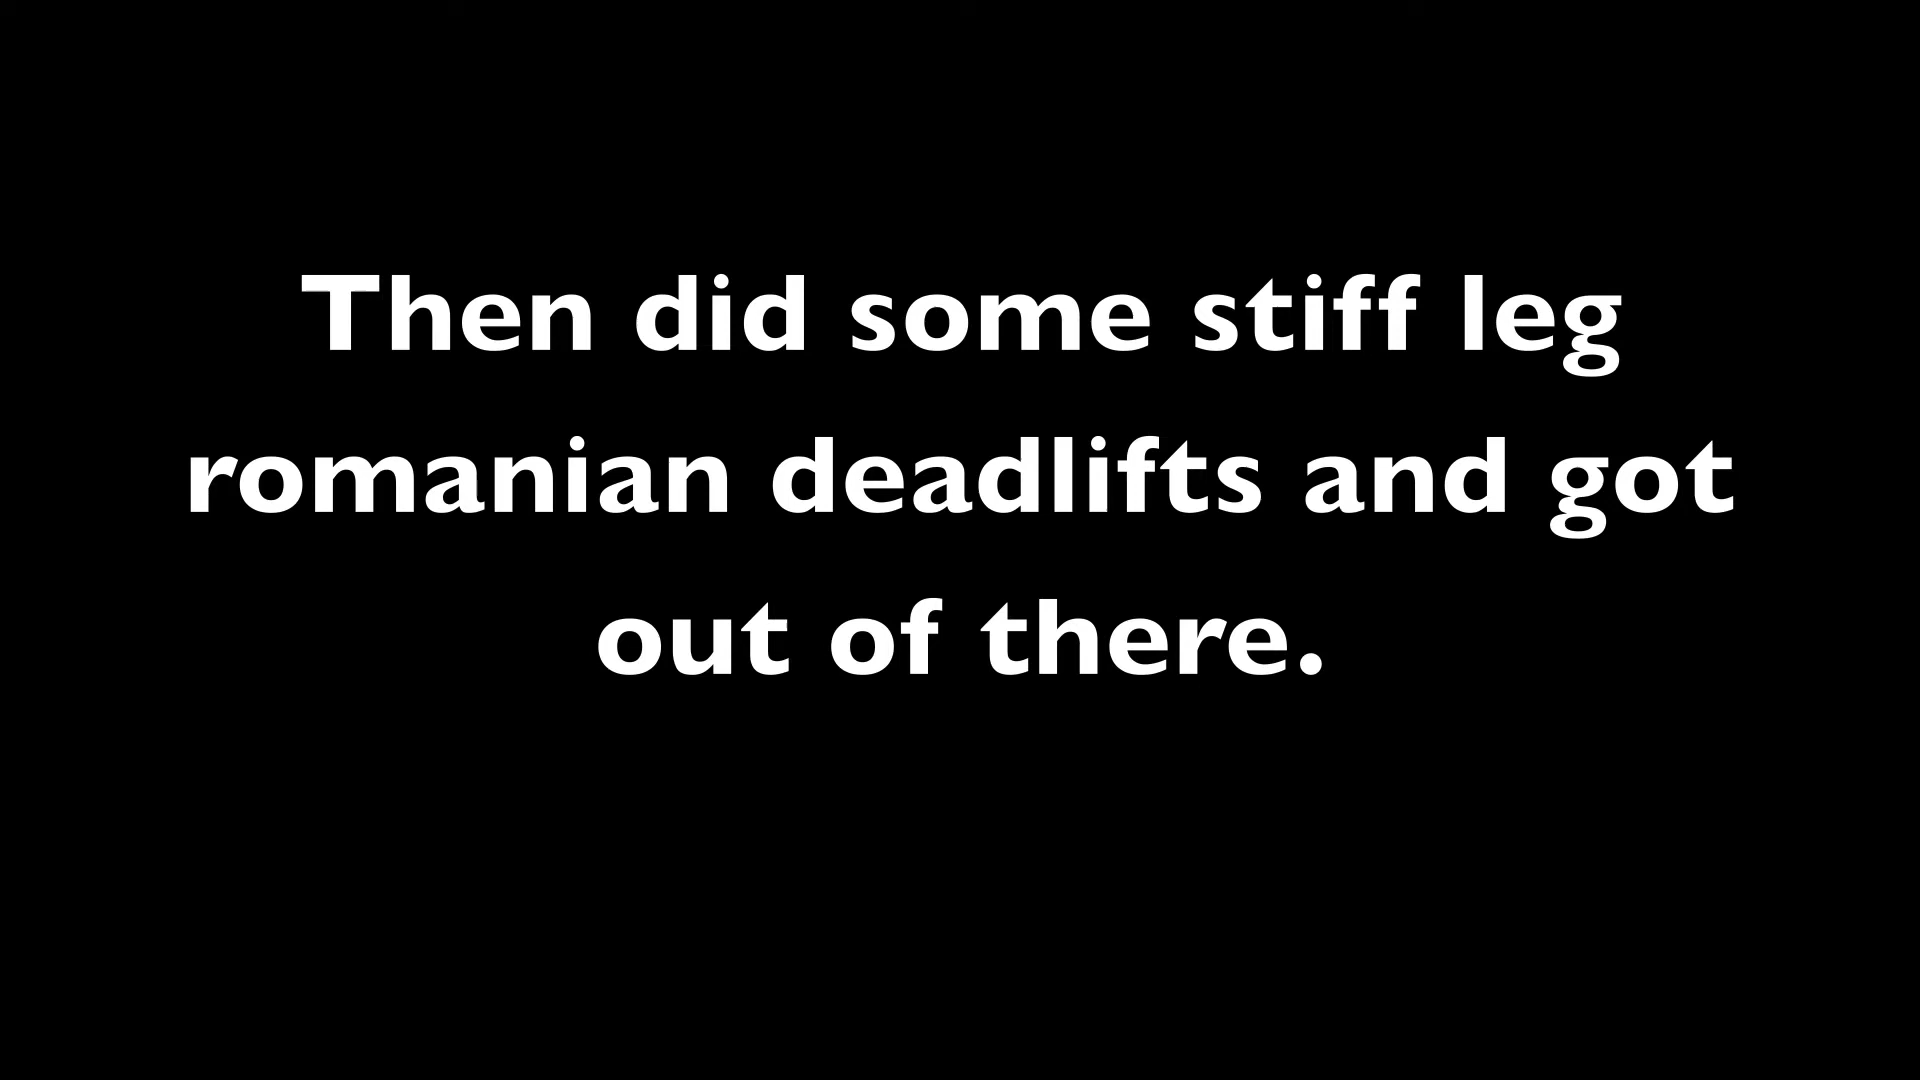 Then did some stiff leg
romanian deadlifts and got
out of there.